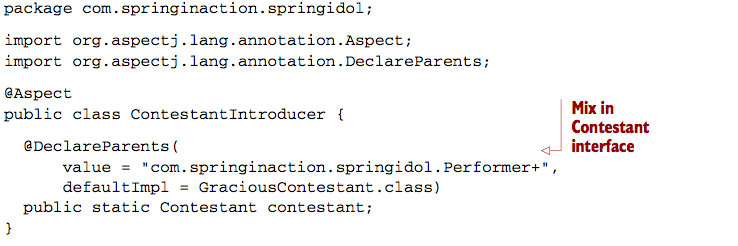 package com.springinaction.springidol;
import org.aspectj.lang.annotation.Aspect;
import org.aspectj.lang.annotation.DeclareParents;
@Aspect
public class ContestantIntroducer {
@DeclareParents(
value = "com.springinaction.springidol.Performer+",
defaultImpl = GraciousContestant.class)
public static Contestant contestant;
}
Mix in
Contestant
interface